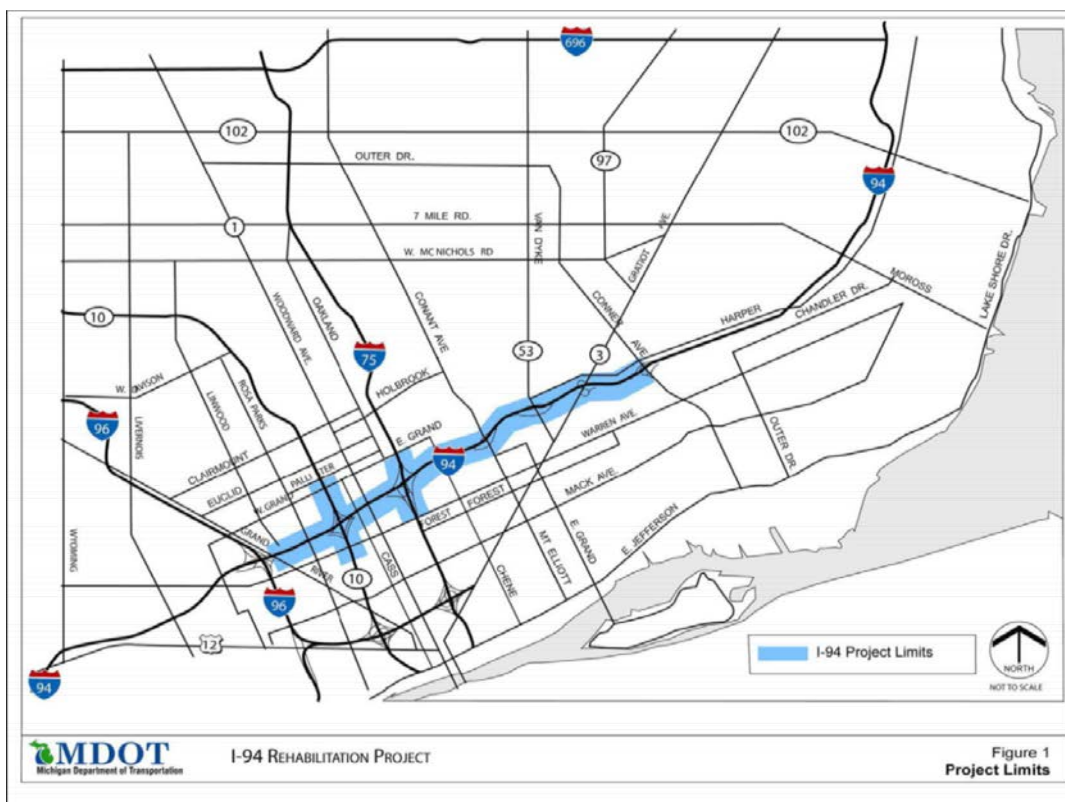 696
102
102
OUTER DR.
97
94
1
7 MILE RD.
VAN DYKE
GRATIOT AVE.
W. MCNICHOLS RD
LAKE SHORE DR.
MOROSS
CHANDLER DR.
HARPER
CONNER AVE.
CONANT AVE
OAKLAND
WOODWARD AVE.
10
75
53
3
HOLBROOK
W. DAVISON
ROSA PARKS
LINWOOD
LIVERNOIS
96
CLAIRMOUNT
EUCLID
PALLISTER
W. GRAND
E. GRAND
94
WARREN AVE.
OUTER DR.
MACK AVE.
FOREST
FOREST
GRAND RIVER
E. JEFFERSON
WYOMING
CASS
10
CHENE
MT ELLIOTT
E. GRAND
96
12
94
I-94 Project Limits
NORTH
NOT TO SCALE
MDOT
Michigan Department of Transportation
I-94 REHABILITATION PROJECT
Figure 1
Project Limits